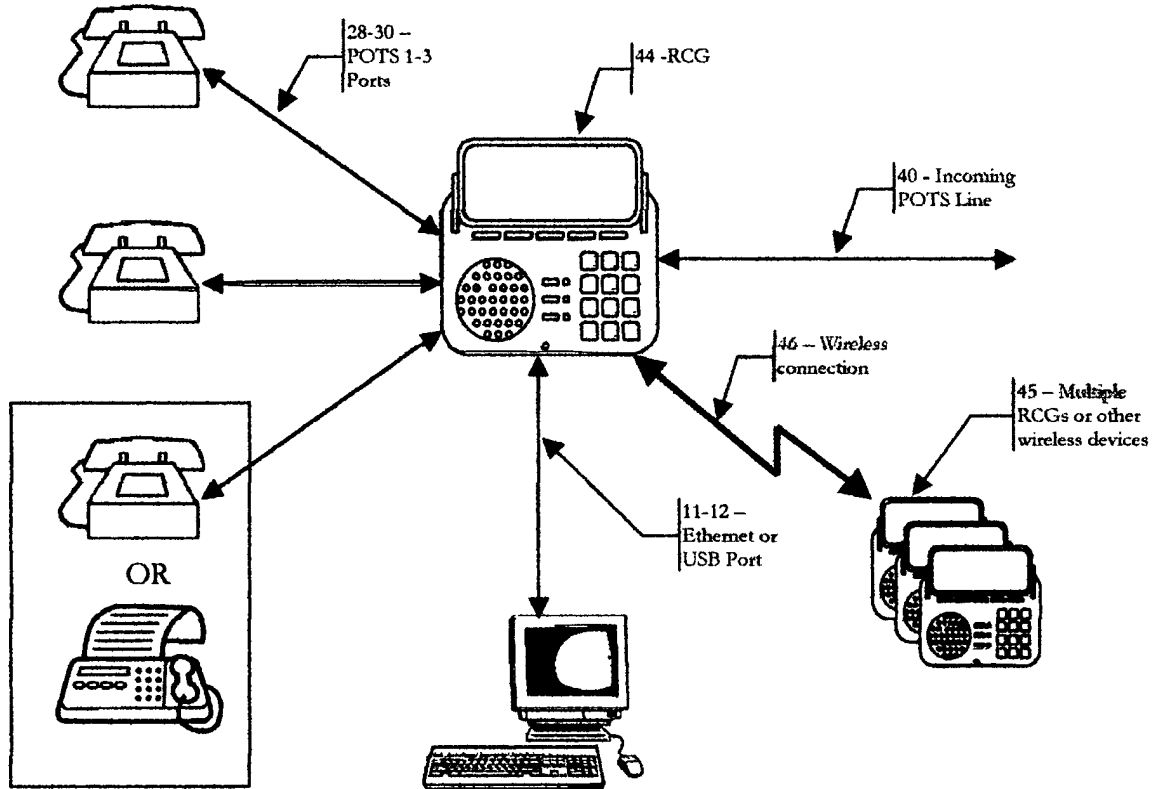 28-30 –
POTS 1-3
Ports
44 -RCG
40 - Incoming
POTS Line
46 – Wireless
connection
45 – Multiple
RCGs or other
wireless devices
11-12 –
Ethernet or
USB Port
OR